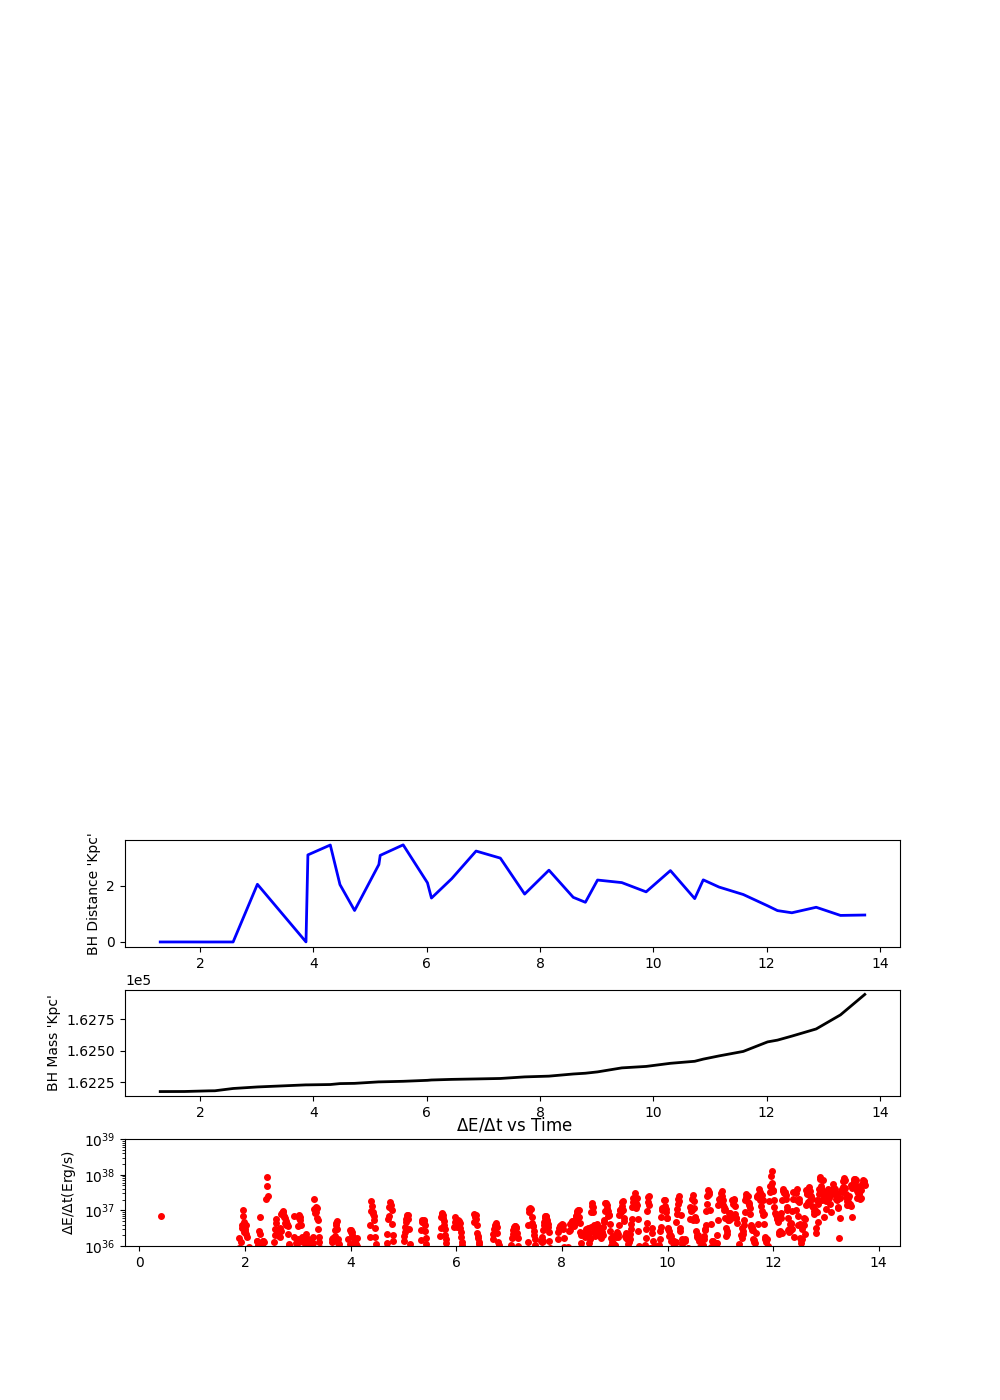 BH Distance 'Kpc'
2
0
2 4 6 8 10 12 14
1e5
BH Mass 'Kpc'
1.6275
1.6250
1.6225
2 4 6 8 10 12 14
ΔE/Δt vs Time
ΔE/Δt(Erg/s)
10³⁹
10³⁸
10³⁷
10³⁶
0 2 4 6 8 10 12 14